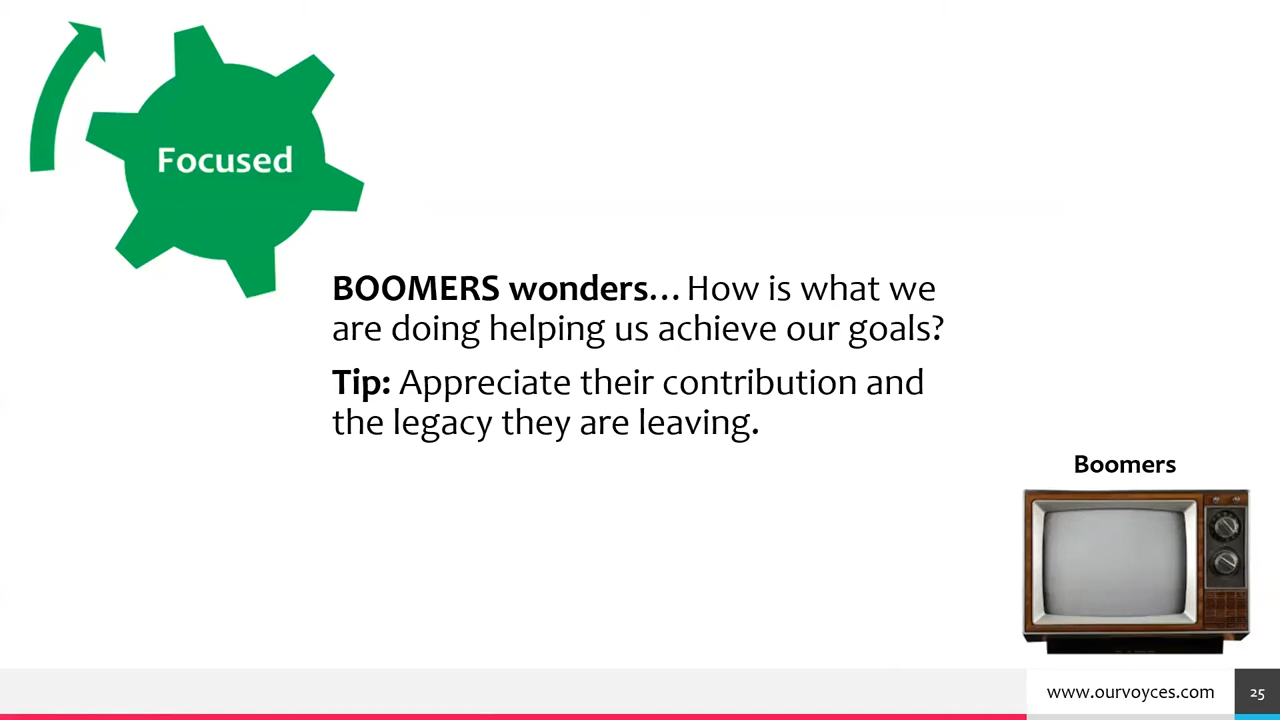 Focused
BOOMERS wonders...How is what we
are doing helping us achieve our goals?
Tip: Appreciate their contribution and
the legacy they are leaving.
Boomers
www.ourvoyces.com
25